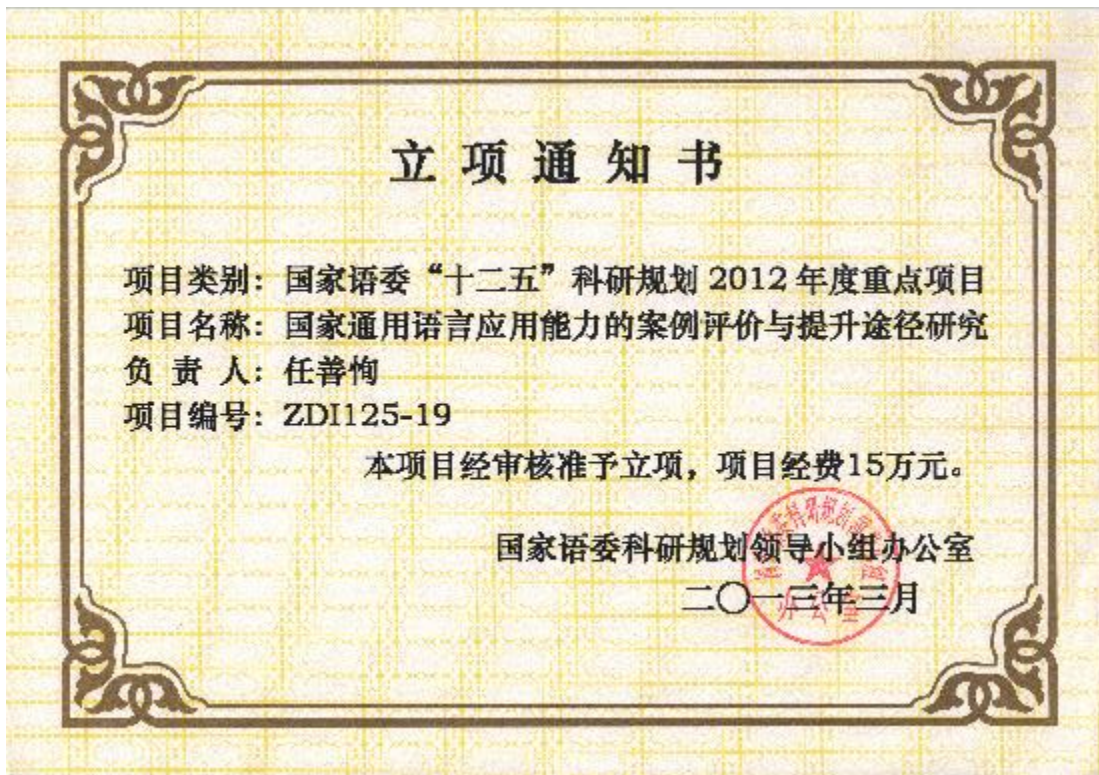 立项通知书
项目类别：国家语委“十二五”科研规划2012年度重点项目
项目名称：国家通用语言应用能力的案例评价与提升途径研究
负责人：任善恂
项目编号：ZDI125-19
本项目经审核准予立项，项目经费15万元。
国家语委科研规划领导小组办公室
二〇一三年三月
办公室